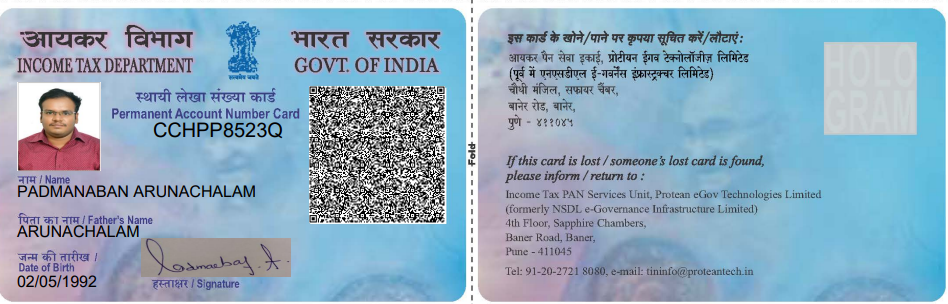 आयकर विभाग
INCOME TAX DEPARTMENT
सत्यमेव जयते
भारत सरकार
GOVT. OF INDIA
स्थायी लेखा संख्या कार्ड
Permanent Account Number Card
CCHPP8523Q
नाम / Name
PADMANABAN ARUNACHALAM
पिता का नाम / Father's Name
ARUNACHALAM
जन्म की तारीख /
Date of Birth
02/05/1992
हस्ताक्षर / Signature
Fold
इस कार्ड के खोने/पाने पर कृपया सूचित करें/लौटाएं :
आयकर पैन सेवा इकाई, प्रोटीयन ईगव टेक्नोलॉजीज़ लिमिटेड
(पूर्व में एनएसडीएल ई-गवर्नेंस इंफ्रास्ट्रक्चर लिमिटेड)
चौथी मंजिल, सफायर चैंबर,
बानेर रोड, बानेर,
पुणे - ४११०४५
HOLO
GRAM
If this card is lost / someone's lost card is found,
please inform / return to :
Income Tax PAN Services Unit, Protean eGov Technologies Limited
(formerly NSDL e-Governance Infrastructure Limited)
4th Floor, Sapphire Chambers,
Baner Road, Baner,
Pune - 411045
Tel: 91-20-2721 8080, e-mail: tininfo@proteantech.in